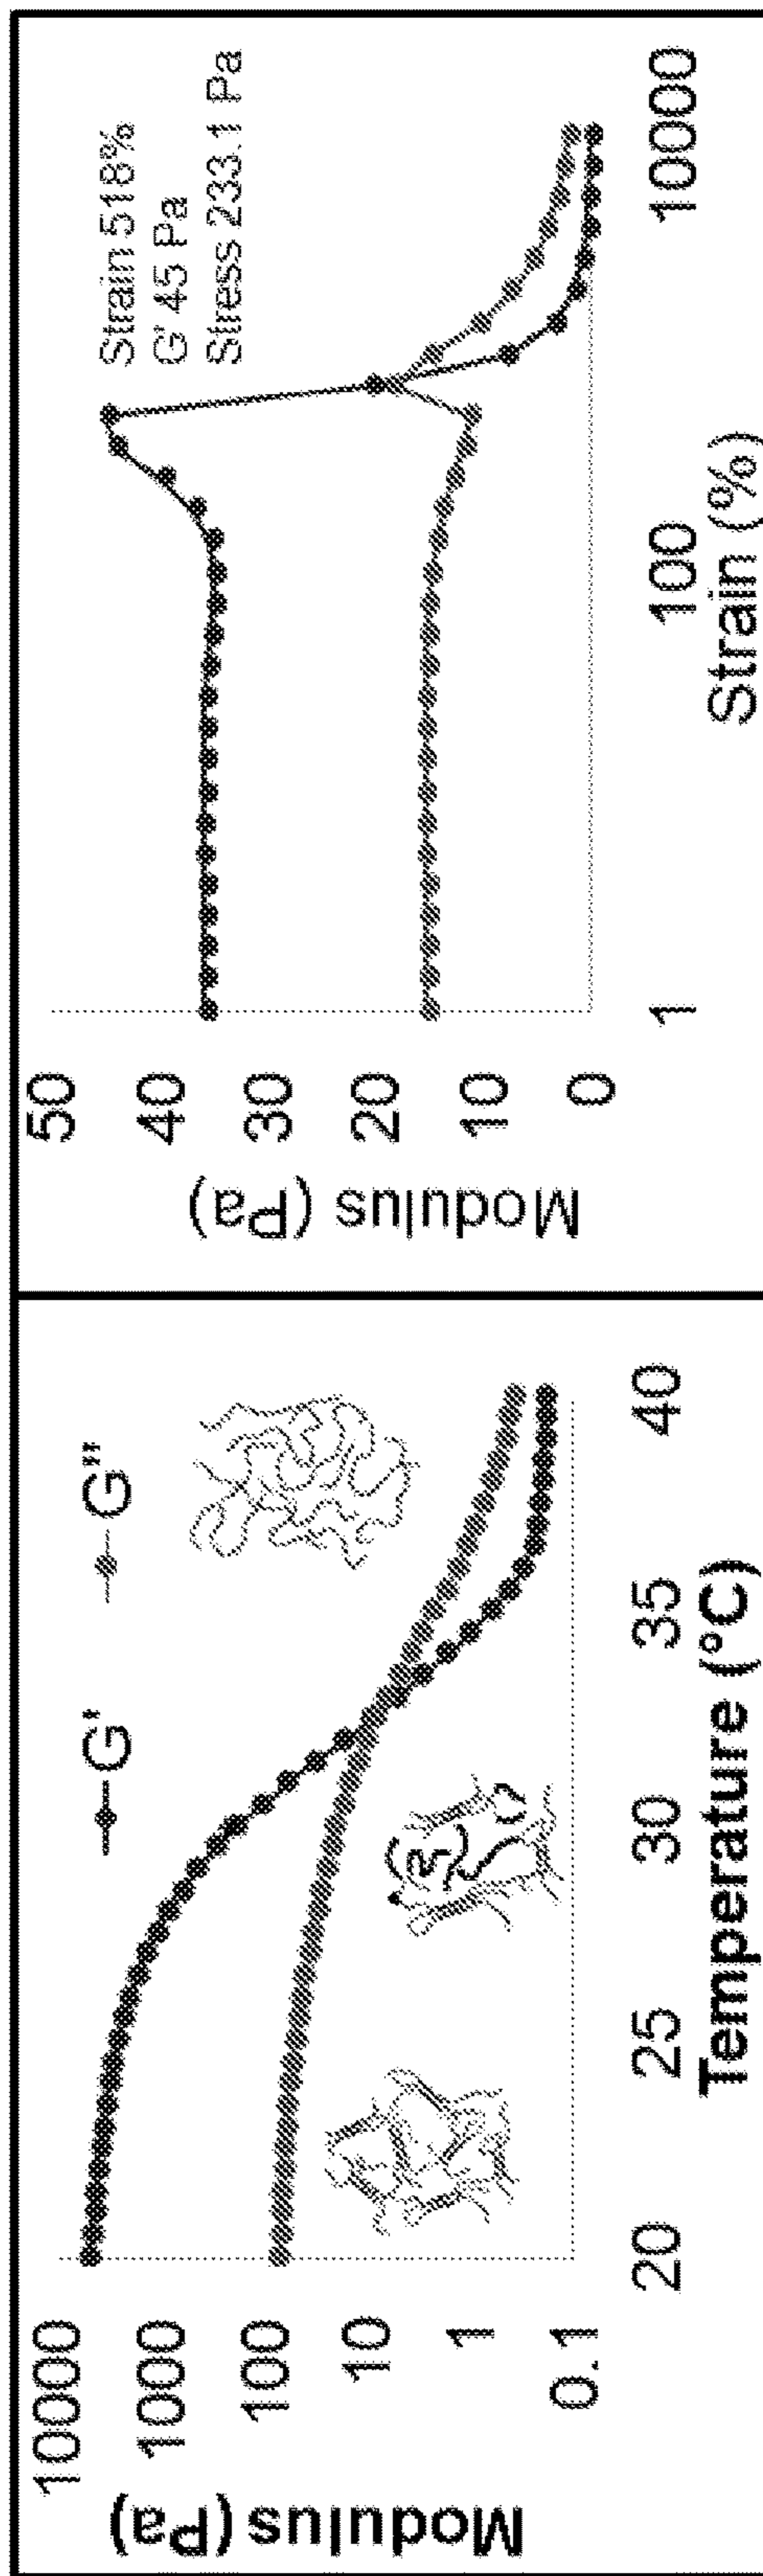 Modulus (Pa)
10000
1000
100
10
1
0.1
G'
G"
20
25
30
35
40
Temperature (°C)
Modulus (Pa)
50
40
30
20
10
0
Strain 518%
G' 45 Pa
Stress 233.1 Pa
1
100
10000
Strain (%)